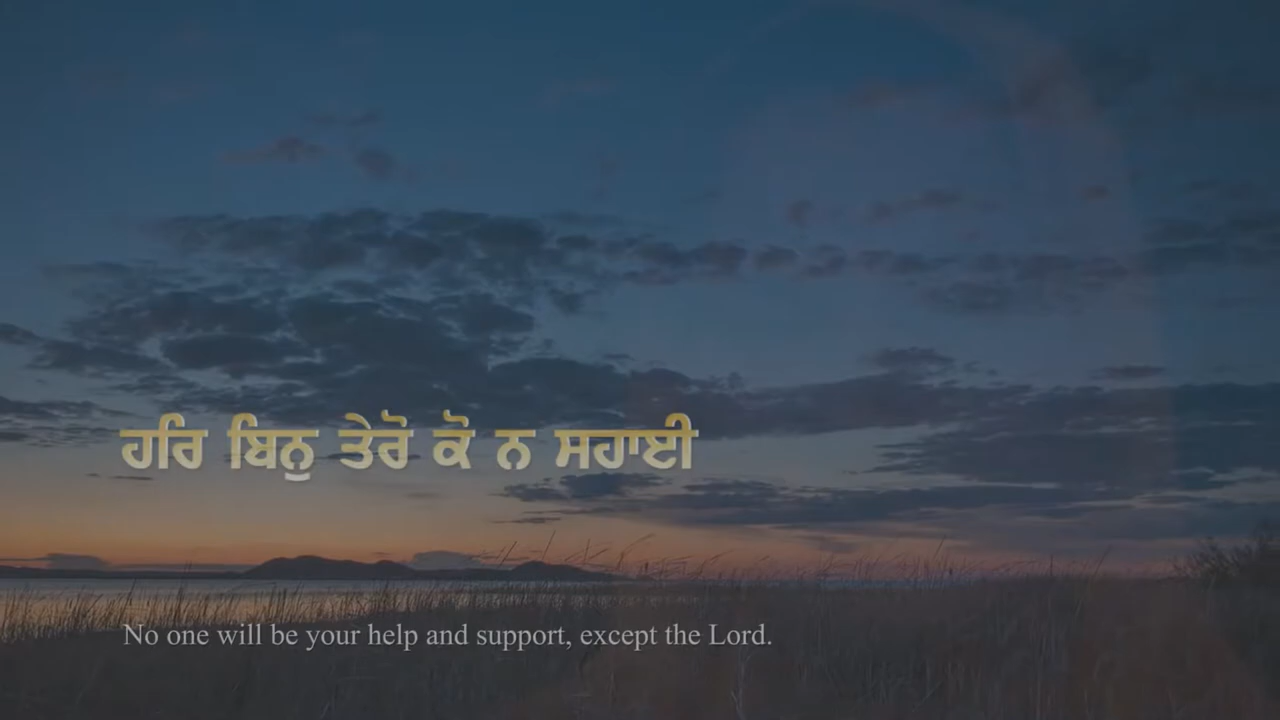 ਹਰਿ ਬਿਨੁ ਤੇਰੋ ਕੋ ਨ ਸਹਾਈ
No one will be your help and support, except the Lord.